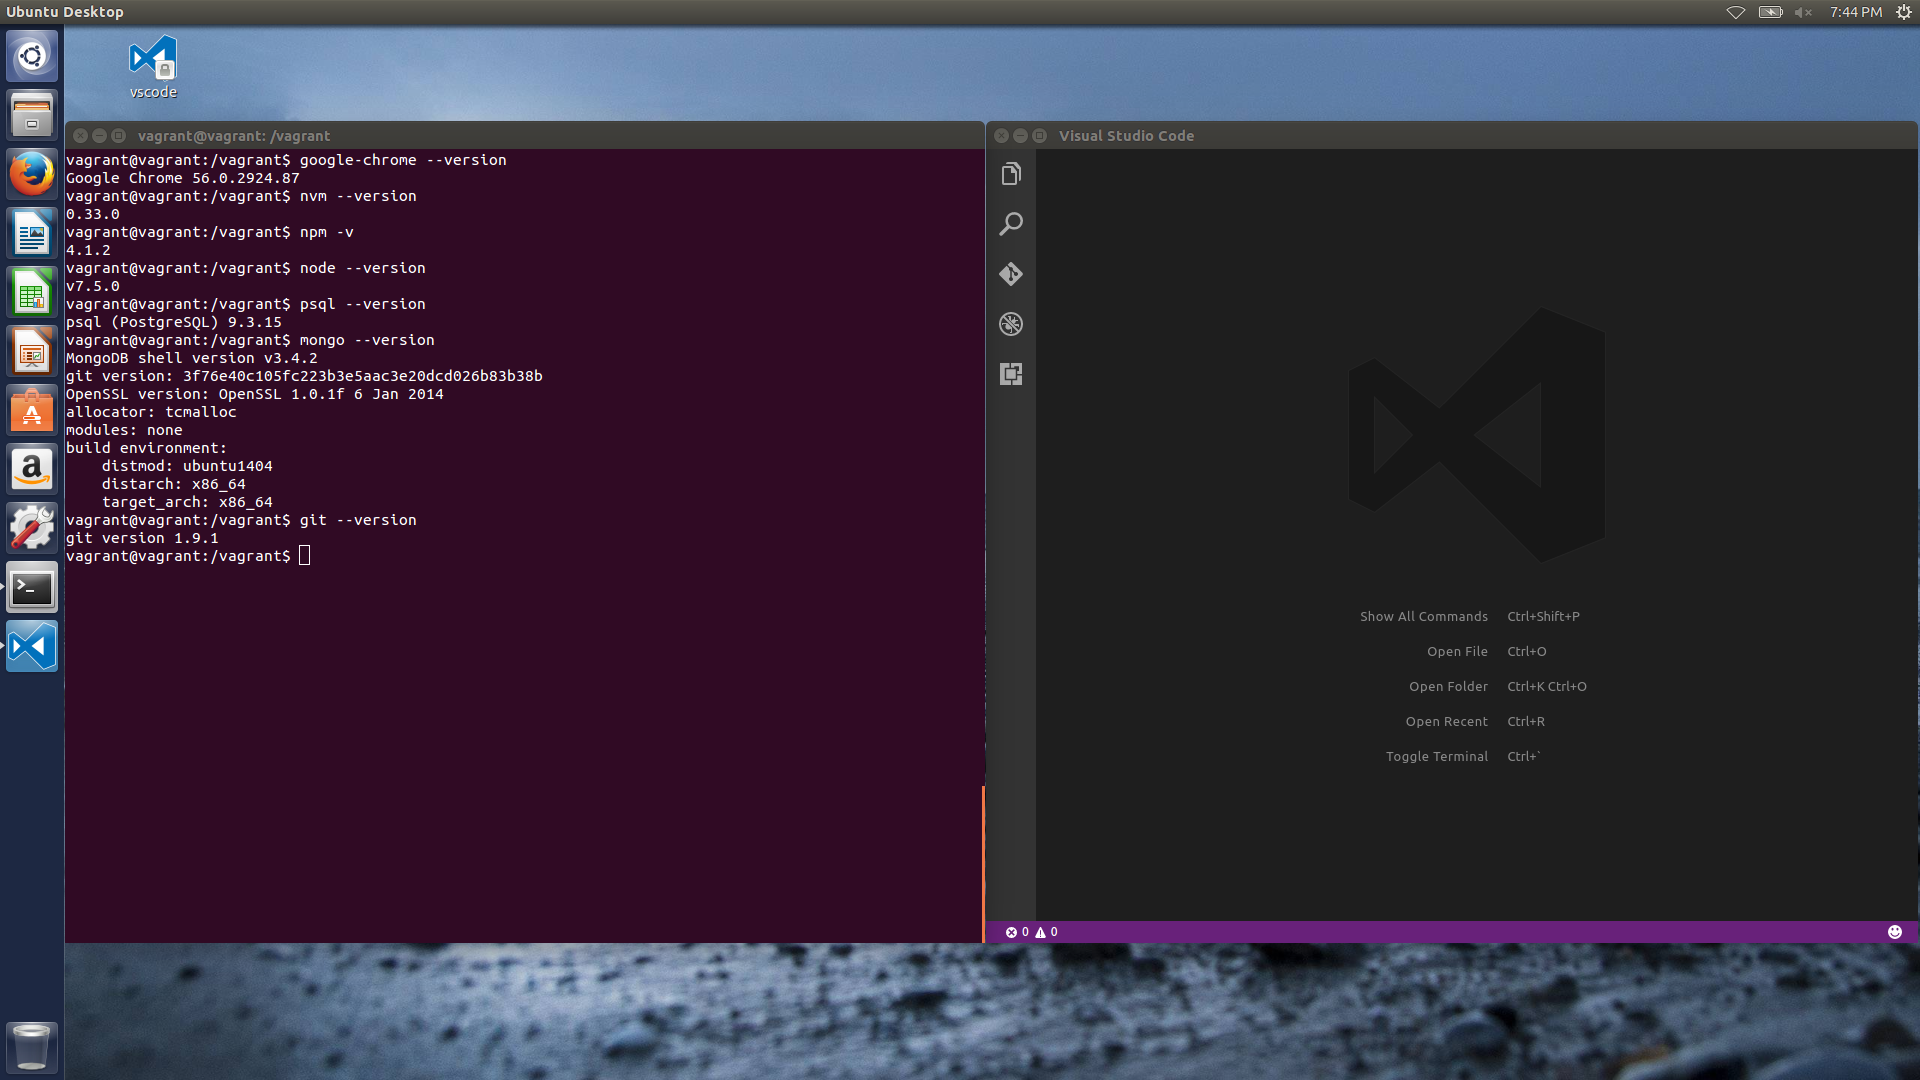 Ubuntu Desktop
7:44 PM
vscode
vagrant@vagrant: /vagrant
vagrant@vagrant:/vagrant$ google-chrome --version
Google Chrome 56.0.2924.87
vagrant@vagrant:/vagrant$ nvm --version
0.33.0
vagrant@vagrant:/vagrant$ npm -v
4.1.2
vagrant@vagrant:/vagrant$ node --version
v7.5.0
vagrant@vagrant:/vagrant$ psql --version
psql (PostgreSQL) 9.3.15
vagrant@vagrant:/vagrant$ mongo --version
MongoDB shell version v3.4.2
git version: 3f76e40c105fc223b3e5aac3e20dcd026b83b38b
OpenSSL version: OpenSSL 1.0.1f 6 Jan 2014
allocator: tcmalloc
modules: none
build environment:
    distmod: ubuntu1404
    distarch: x86_64
    target_arch: x86_64
vagrant@vagrant:/vagrant$ git --version
git version 1.9.1
vagrant@vagrant:/vagrant$
Visual Studio Code
Show All Commands Ctrl+Shift+P
Open File Ctrl+O
Open Folder Ctrl+K Ctrl+O
Open Recent Ctrl+R
Toggle Terminal Ctrl+`
0 0